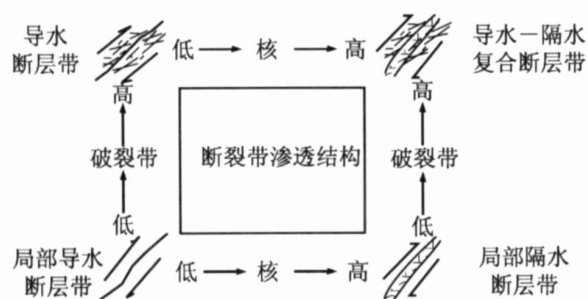 导水
断层带
低 → 核 → 高
导水－隔水
复合断层带
高
高
破裂带
断裂带渗透结构
破裂带
低
低
局部导水
断层带
低 → 核 → 高
局部隔水
断层带